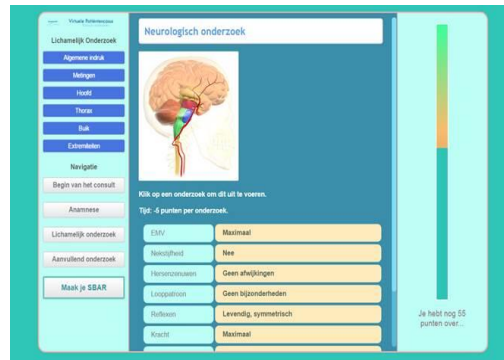 Virtuele Patiëntencasus
Lichamelijk Onderzoek
Algemene indruk
Metingen
Hoofd
Thorax
Buik
Extremiteiten
Navigatie
Begin van het consult
Anamnese
Lichamelijk onderzoek
Aanvullend onderzoek
Maak je SBAR
Neurologisch onderzoek
Klik op een onderzoek om dit uit te voeren.
Tijd: -5 punten per onderzoek.
EMV Maximaal
Nekstijfheid Nee
Hersenzenuwen Geen afwijkingen
Looppatroon Geen bijzonderheden
Reflexen Levendig, symmetrisch
Kracht Maximaal
Je hebt nog 55
punten over...